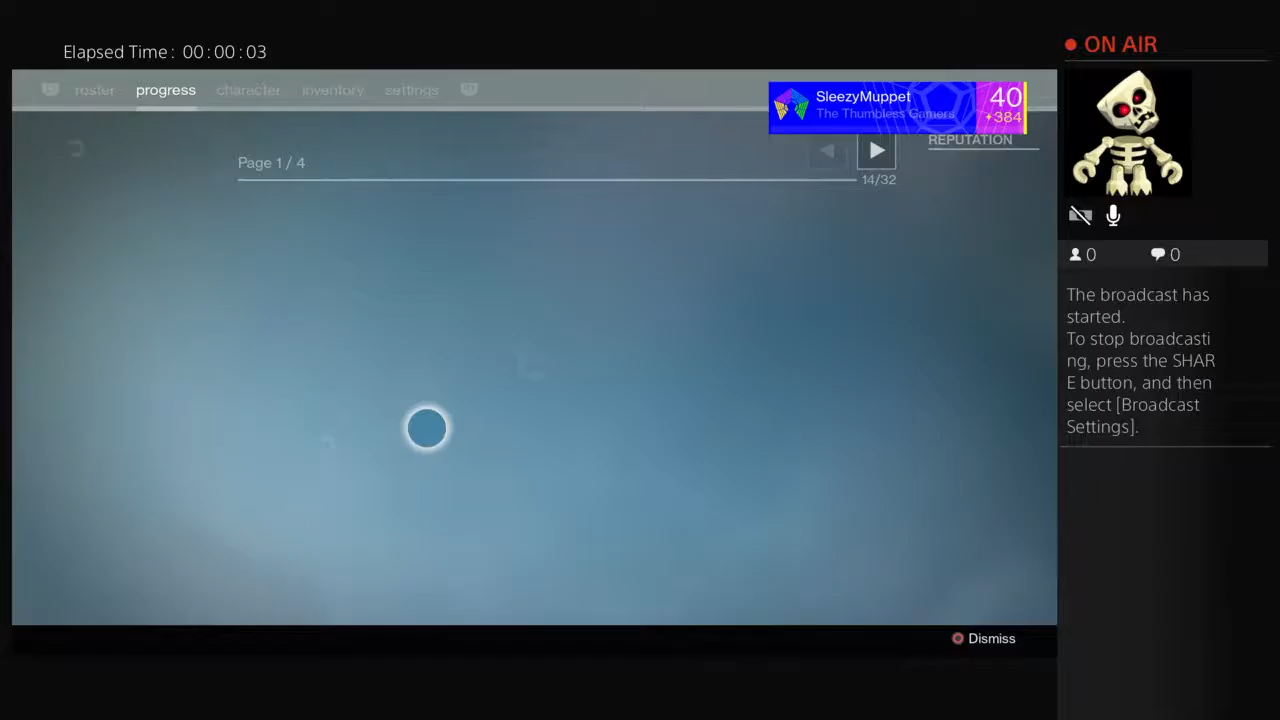 Elapsed Time: 00:00:03
ON AIR
roster progress character inventory settings
SleezyMuppet
The Thumbless Gamers
40
384
REPUTATION
Page 1 / 4
14/32
0 0
The broadcast has
started.
To stop broadcasti
ng, press the SHAR
E button, and then
select [Broadcast
Settings].
Dismiss